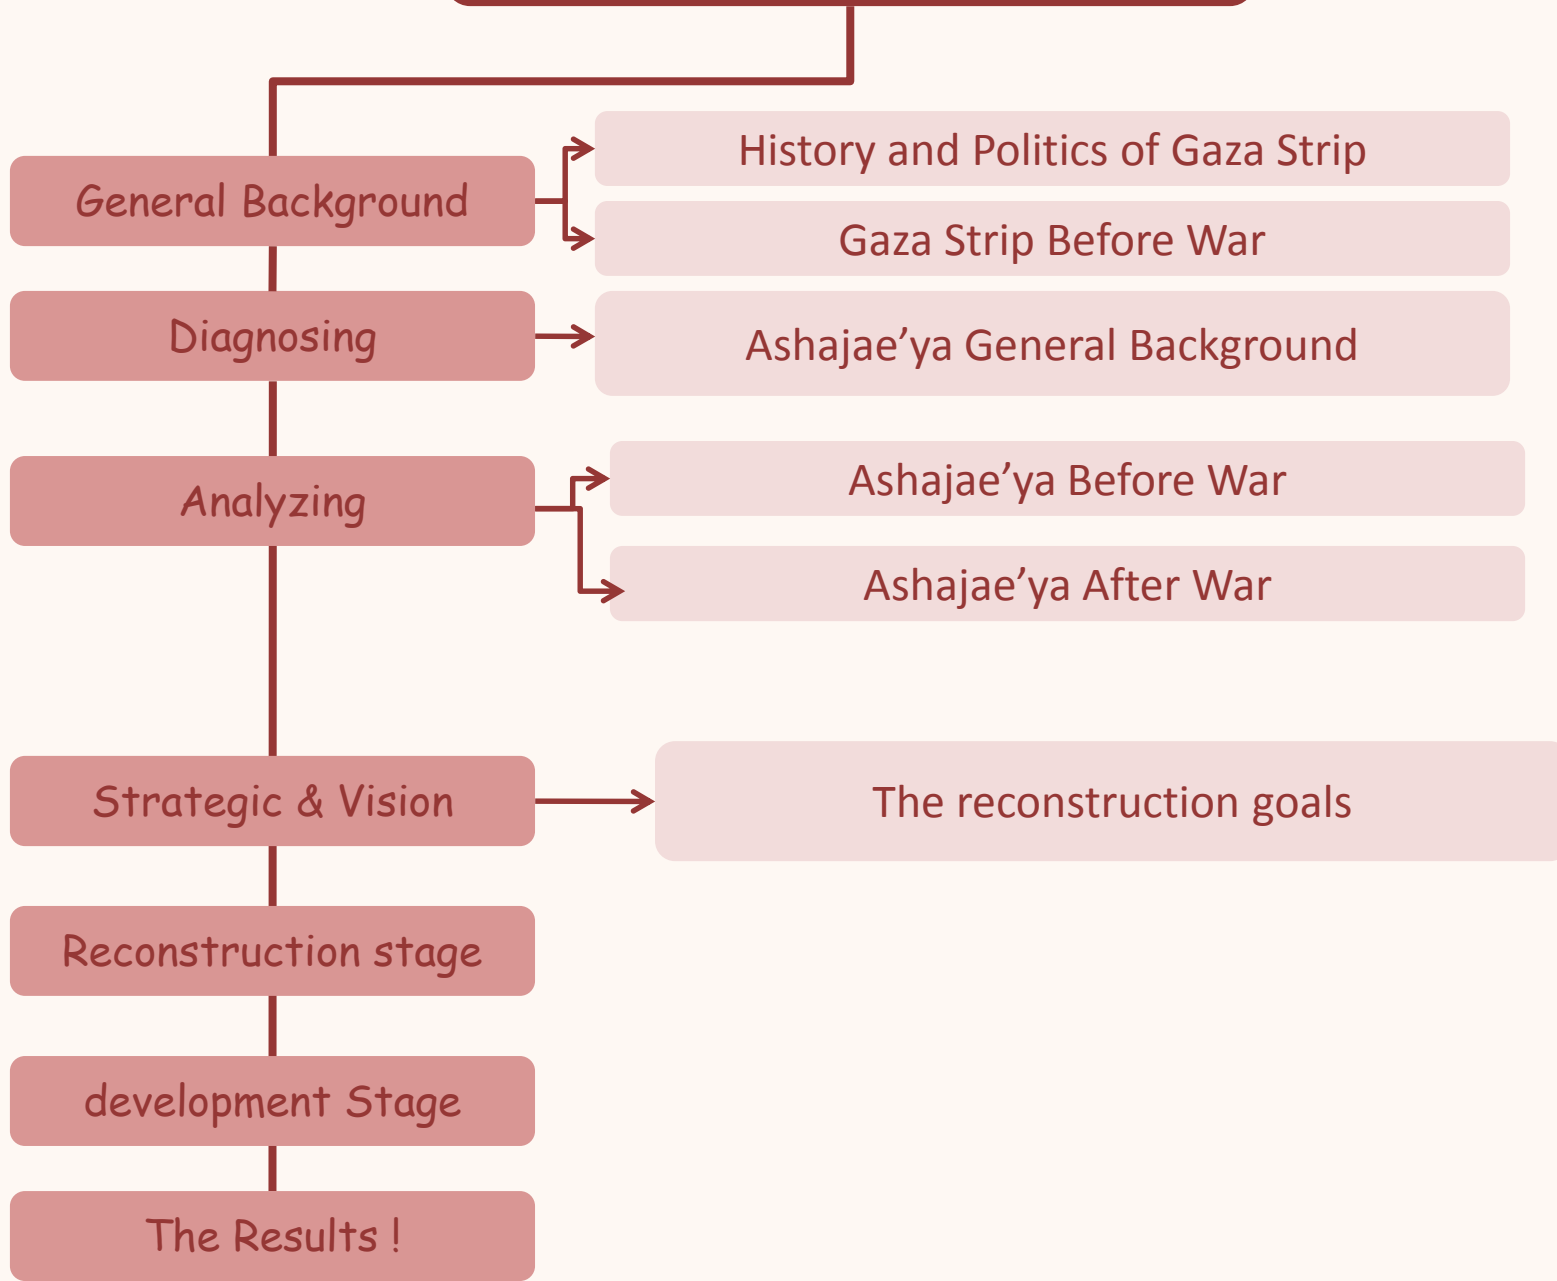 General Background
History and Politics of Gaza Strip
Gaza Strip Before War
Diagnosing
Ashajae’ya General Background
Analyzing
Ashajae’ya Before War
Ashajae’ya After War
Strategic & Vision
The reconstruction goals
Reconstruction stage
development Stage
The Results !